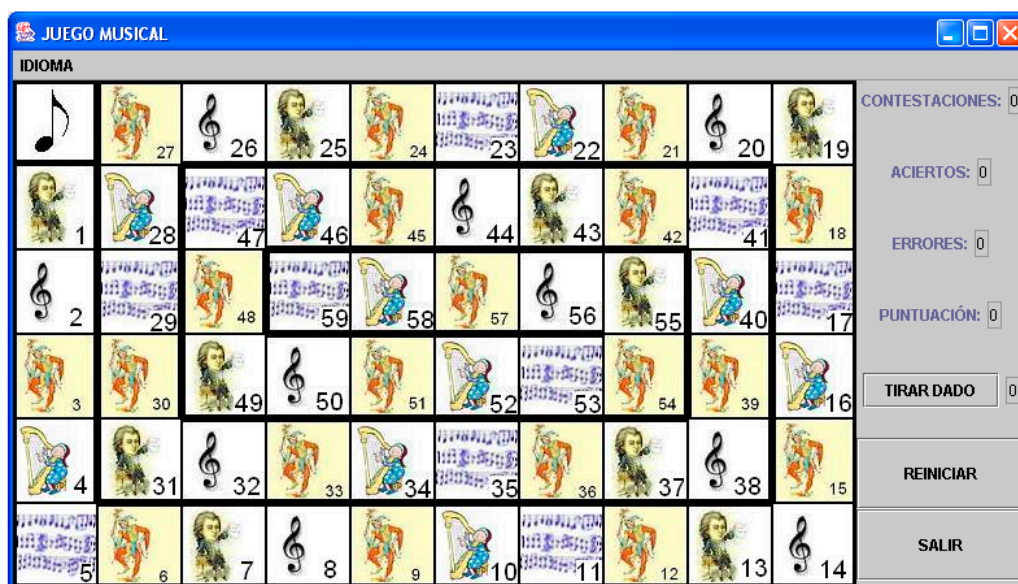 JUEGO MUSICAL
IDIOMA
27 26 25 24 23 22 21 20 19
1 28 47 46 45 44 43 42 41 18
2 29 48 59 58 57 56 55 40 17
3 30 49 50 51 52 53 54 39 16
4 31 32 33 34 35 36 37 38 15
5 6 7 8 9 10 11 12 13 14
CONTESTACIONES: 0
ACIERTOS: 0
ERRORES: 0
PUNTUACIÓN: 0
TIRAR DADO 0
REINICIAR
SALIR